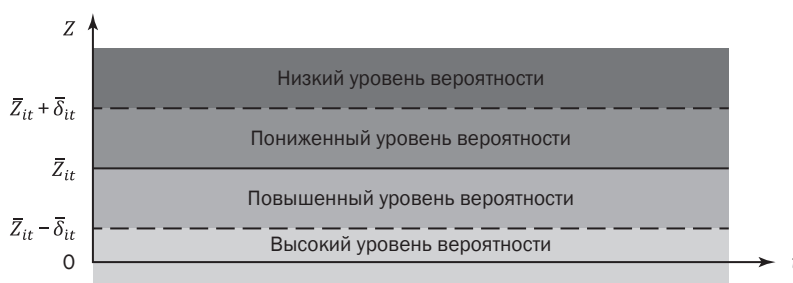 Z
Низкий уровень вероятности
Z̄it + δ̄it
Пониженный уровень вероятности
Z̄it
Повышенный уровень вероятности
Z̄it − δ̄it
Высокий уровень вероятности
0